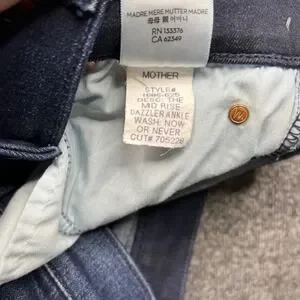 MADRE MERE MUTTER MADRE
RN 133376
CA 62349
MOTHER
STYLE#
DESC: THE
MID RISE
DAZZLER ANKLE
WASH: NOW
OR NEVER
CUT# 705228